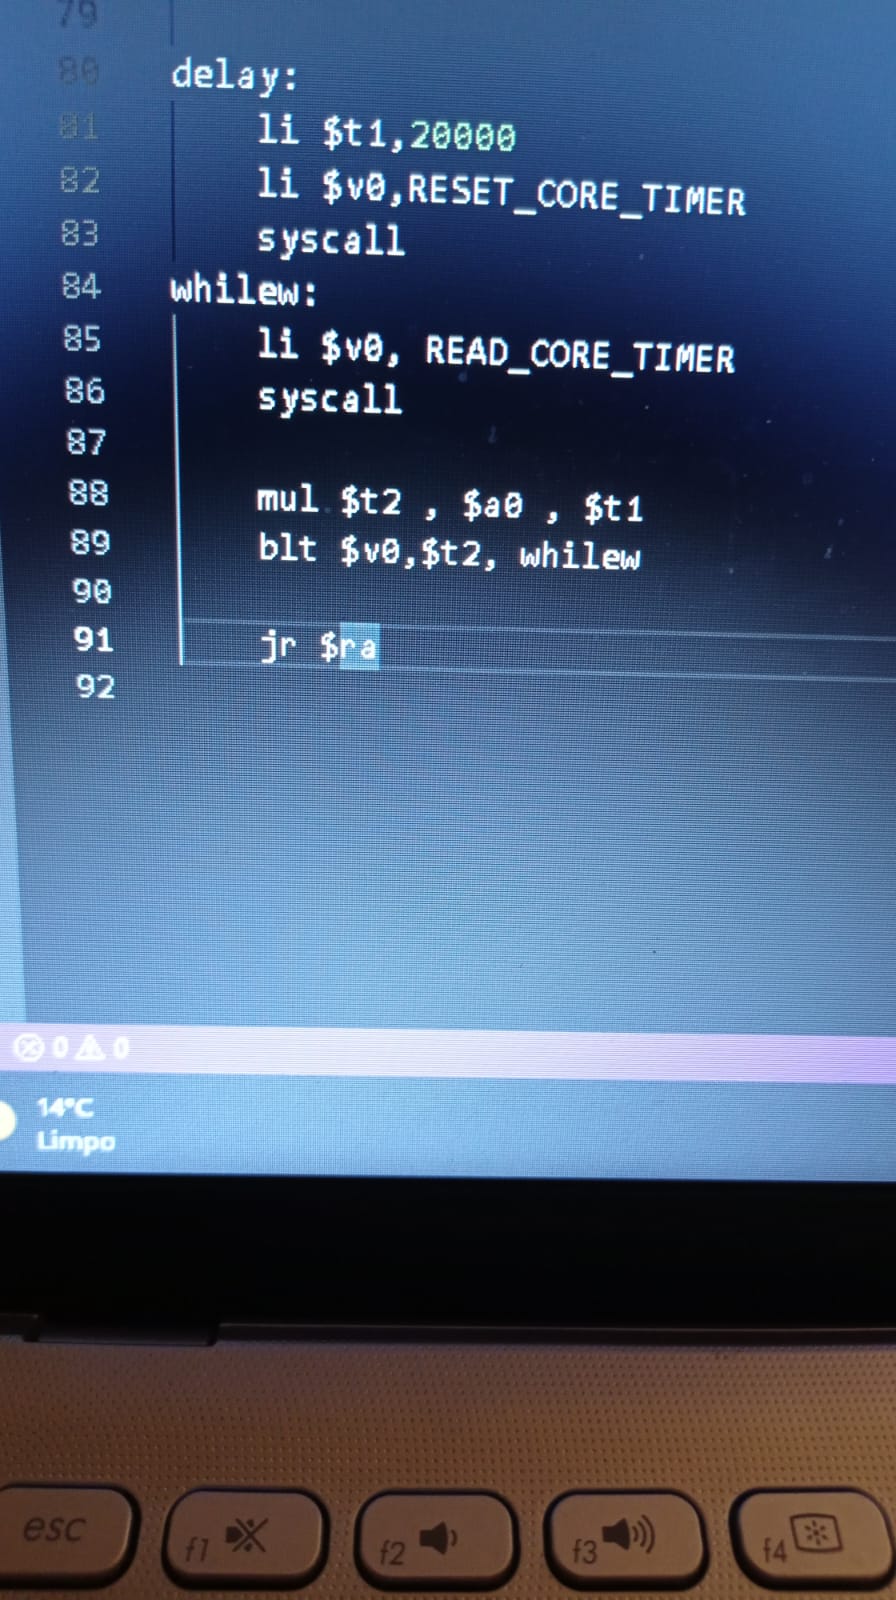 79
80 delay:
81 li $t1,20000
82 li $v0,RESET_CORE_TIMER
83 syscall
84 whilew:
85 li $v0, READ_CORE_TIMER
86 syscall
87
88 mul $t2 , $a0 , $t1
89 blt $v0,$t2, whilew
90
91 jr $ra
92
0 0
14°C
Limpo
esc f1 f2 f3 f4